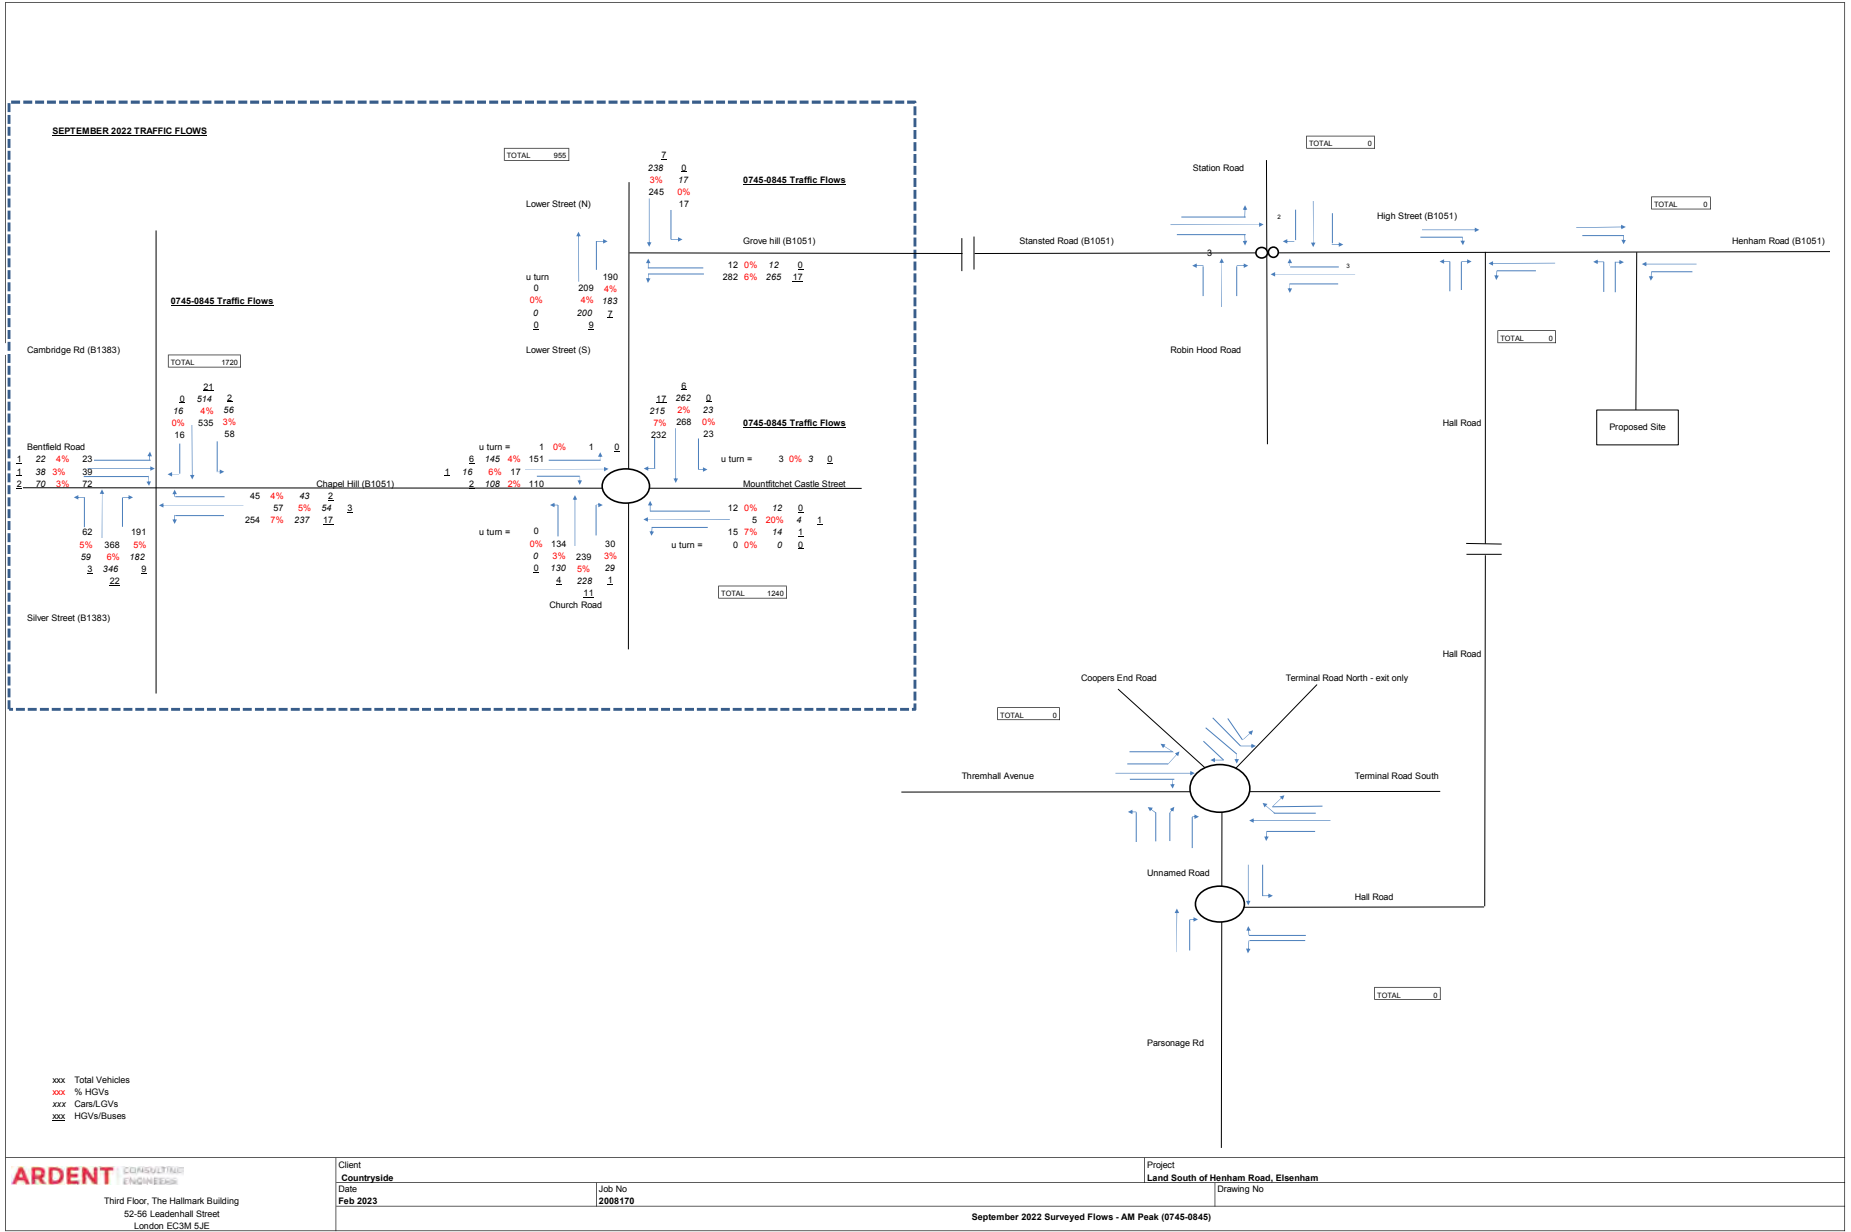 SEPTEMBER 2022 TRAFFIC FLOWS
TOTAL 955
7
238 0
3% 17
245 0%
17
0745-0845 Traffic Flows
Lower Street (N)
Grove hill (B1051)
12 0% 12 0
282 6% 265 17
u turn 190
0 209 4%
0% 4% 183
0 200 7
0 9
Lower Street (S)
0745-0845 Traffic Flows
Cambridge Rd (B1383)
TOTAL 1720
21
0 514 2
16 4% 56
0% 535 3%
16 58
Bentfield Road
1 22 4% 23
1 38 3% 39
2 70 3% 72
Chapel Hill (B1051)
45 4% 43 2
57 5% 54 3
254 7% 237 17
62 191
5% 368 5%
59 6% 182
3 346 9
22
Silver Street (B1383)
6
17 262 0
215 2% 23
7% 268 0%
232 23
0745-0845 Traffic Flows
u turn = 1 0% 1 0
6 145 4% 151
1 16 6% 17
2 108 2% 110
u turn = 3 0% 3 0
Mountfitchet Castle Street
12 0% 12 0
5 20% 4 1
15 7% 14 1
u turn = 0 0% 0 0
u turn = 0
0% 134 30
0 3% 239 3%
0 130 5% 29
4 228 1
11
Church Road
TOTAL 1240
TOTAL 0
Station Road
2
High Street (B1051)
TOTAL 0
Stansted Road (B1051)
3
Henham Road (B1051)
3
Robin Hood Road
TOTAL 0
Hall Road
Proposed Site
Hall Road
Coopers End Road
Terminal Road North - exit only
TOTAL 0
Thremhall Avenue
Terminal Road South
Unnamed Road
Hall Road
TOTAL 0
Parsonage Rd
xxx Total Vehicles
xxx % HGVs
xxx Cars/LGVs
xxx HGVs/Buses
ARDENT CONSULTING ENGINEERS
Third Floor, The Hallmark Building
52-56 Leadenhall Street
London EC3M 5JE
Client
Countryside
Project
Land South of Henham Road, Elsenham
Date
Feb 2023
Job No
2008170
Drawing No
September 2022 Surveyed Flows - AM Peak (0745-0845)